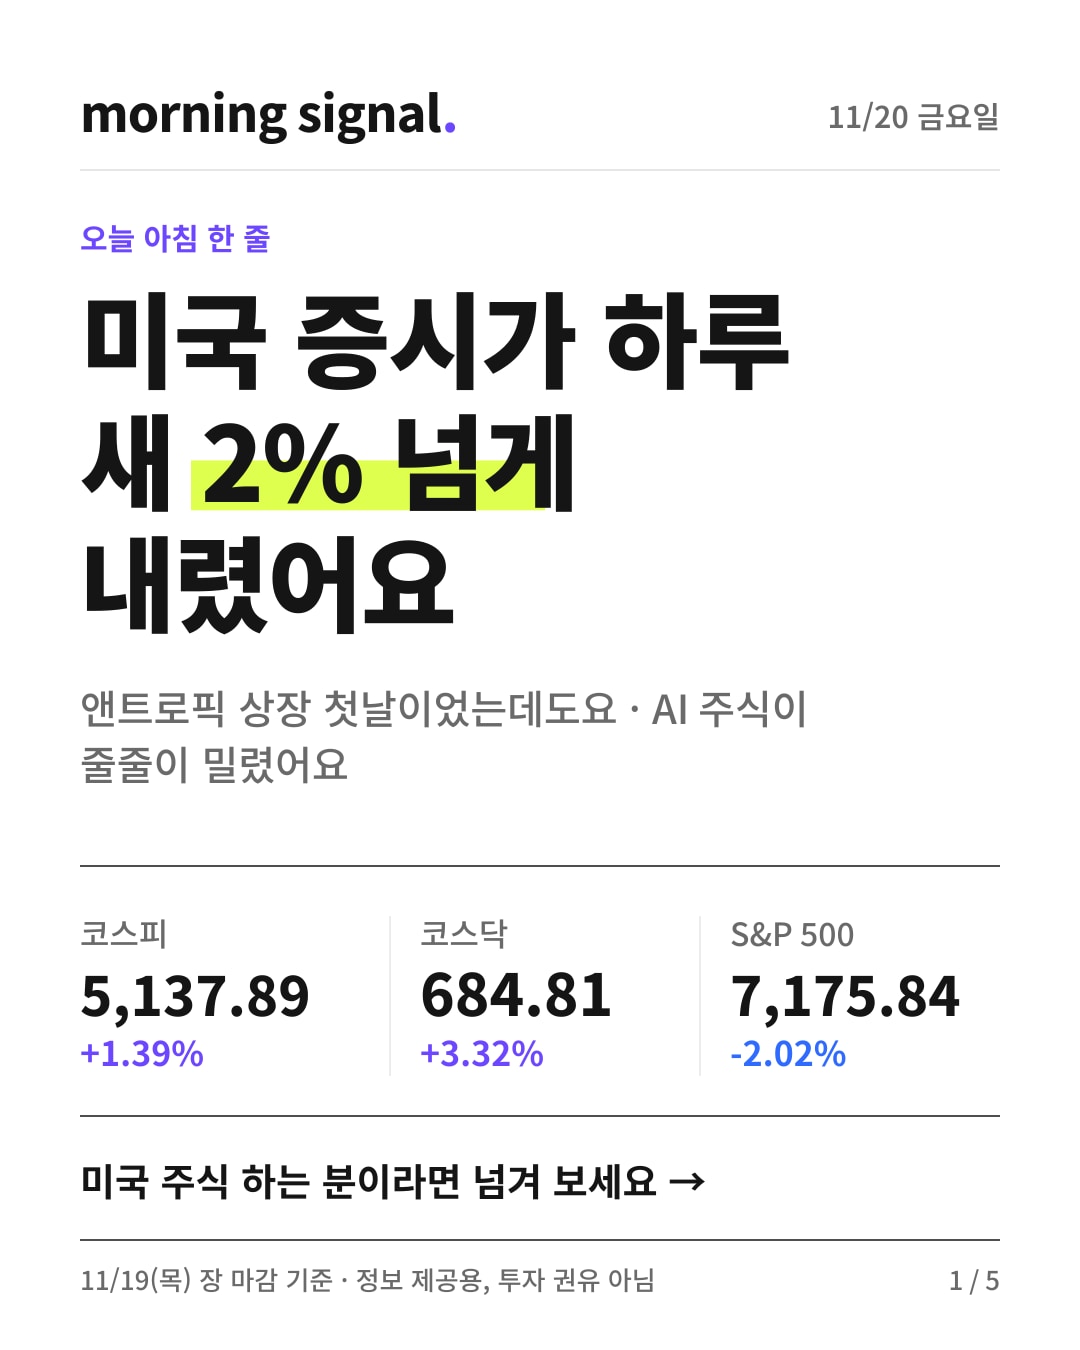 morning signal.
11/20 금요일
오늘 아침 한 줄
미국 증시가 하루
새 2% 넘게
내렸어요
앤트로픽 상장 첫날이었는데도요 · AI 주식이
줄줄이 밀렸어요
코스피
5,137.89
+1.39%
코스닥
684.81
+3.32%
S&P 500
7,175.84
-2.02%
미국 주식 하는 분이라면 넘겨 보세요 →
11/19(목) 장 마감 기준 · 정보 제공용, 투자 권유 아님
1 / 5